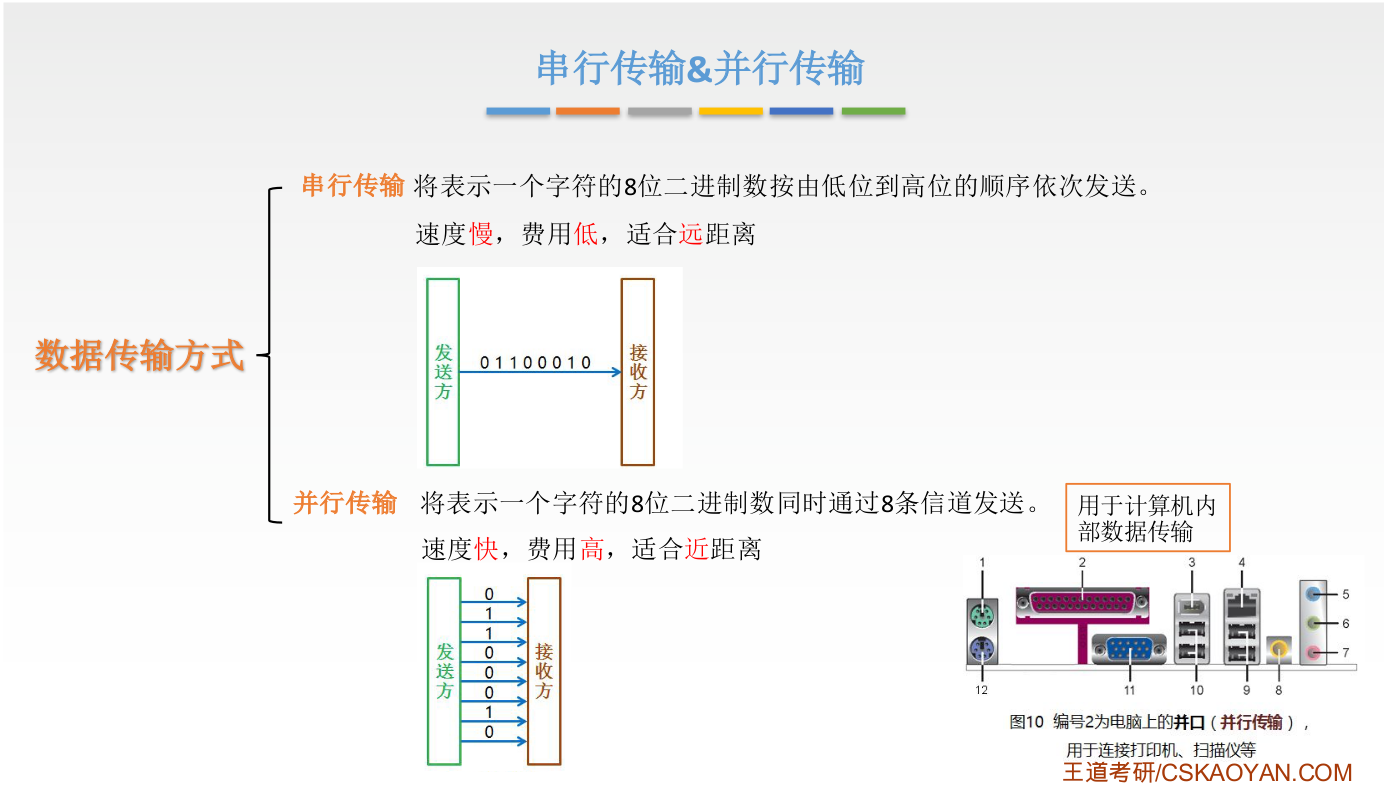 串行传输&并行传输
串行传输 将表示一个字符的8位二进制数按由低位到高位的顺序依次发送。
速度慢，费用低，适合远距离
发送方
01100010
接收方
数据传输方式
并行传输 将表示一个字符的8位二进制数同时通过8条信道发送。
速度快，费用高，适合近距离
用于计算机内
部数据传输
发送方
0
1
1
0
0
0
1
0
接收方
1 2 3 4
5
6
7
12 11 10 9 8
图10 编号2为电脑上的并口（并行传输），
用于连接打印机、扫描仪等
王道考研/CSKAOYAN.COM